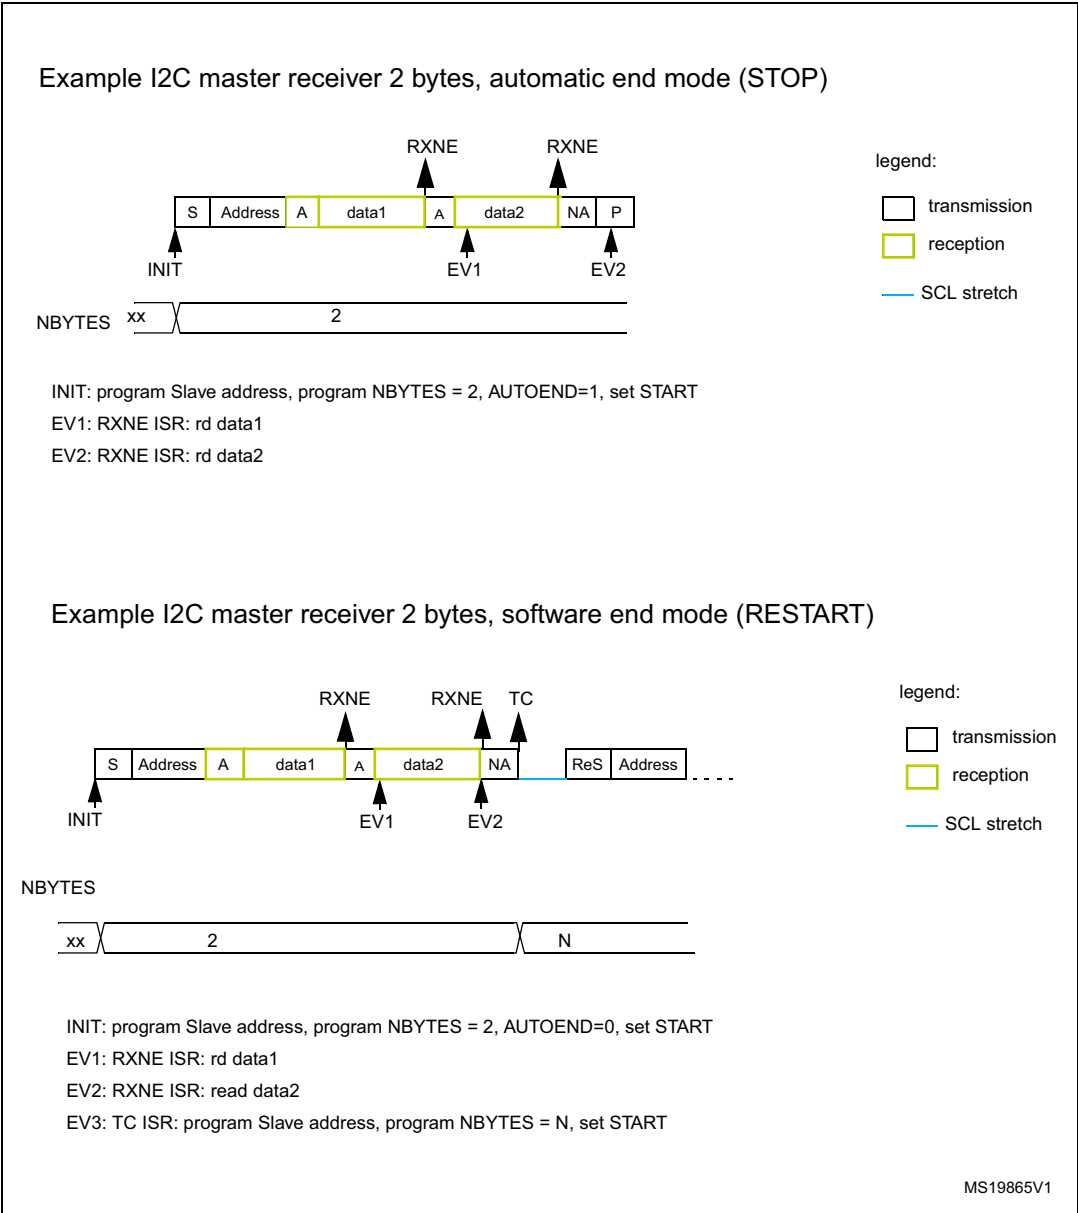 Example I2C master receiver 2 bytes, automatic end mode (STOP)
RXNE RXNE
legend:
S Address A data1 A data2 NA P
transmission
reception
INIT EV1 EV2
SCL stretch
NBYTES xx 2
INIT: program Slave address, program NBYTES = 2, AUTOEND=1, set START
EV1: RXNE ISR: rd data1
EV2: RXNE ISR: rd data2
Example I2C master receiver 2 bytes, software end mode (RESTART)
RXNE RXNE TC
legend:
S Address A data1 A data2 NA ReS Address
transmission
reception
INIT EV1 EV2
SCL stretch
NBYTES
xx 2 N
INIT: program Slave address, program NBYTES = 2, AUTOEND=0, set START
EV1: RXNE ISR: rd data1
EV2: RXNE ISR: read data2
EV3: TC ISR: program Slave address, program NBYTES = N, set START
MS19865V1